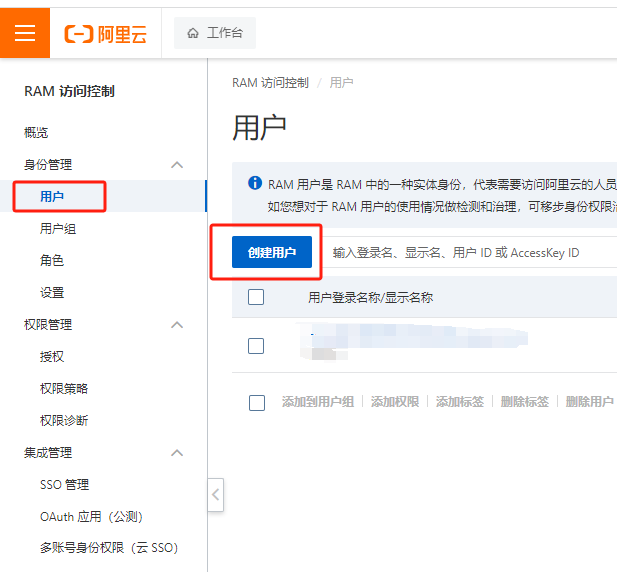 阿里云
工作台
RAM 访问控制
概览
身份管理
用户
用户组
角色
设置
权限管理
授权
权限策略
权限诊断
集成管理
SSO 管理
OAuth 应用（公测）
多账号身份权限（云 SSO）
RAM 访问控制 / 用户
用户
RAM 用户是 RAM 中的一种实体身份，代表需要访问阿里云的人员
如您想对于 RAM 用户的使用情况做检测和治理，可移步身份权限
创建用户
输入登录名、显示名、用户 ID 或 AccessKey ID
用户登录名称/显示名称
添加到用户组 添加权限 添加标签 删除标签 删除用户